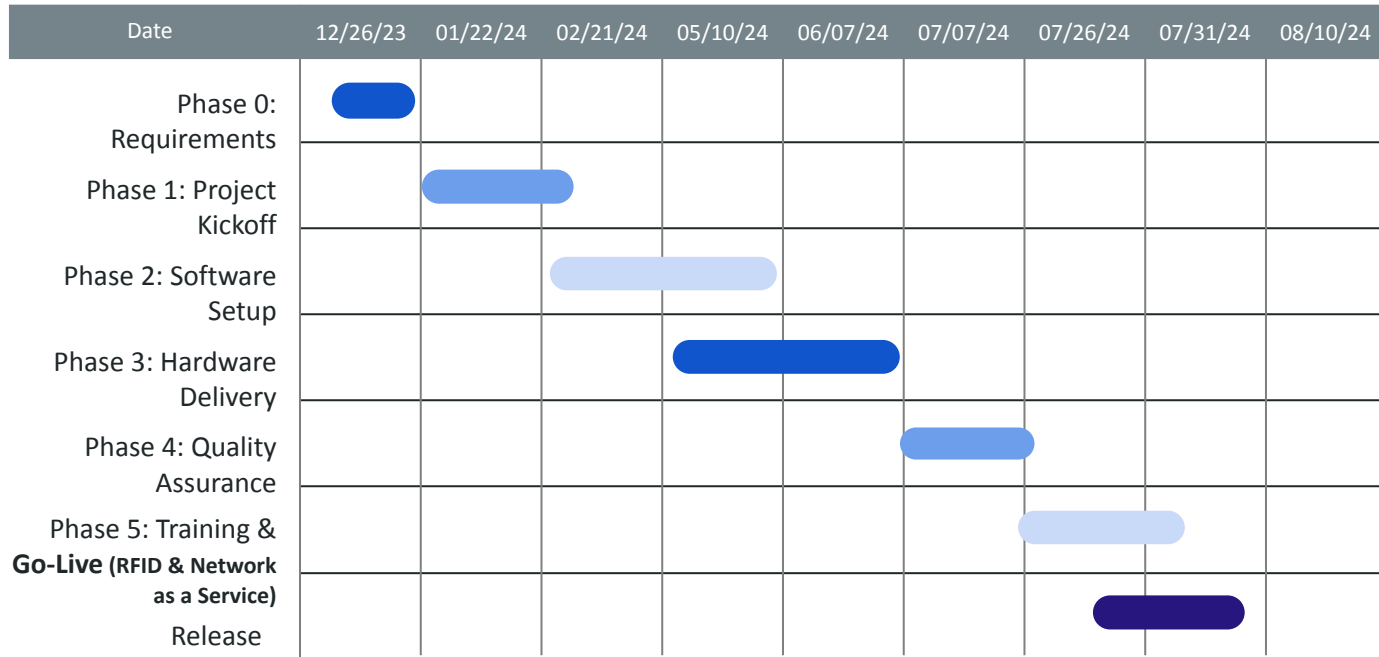 Date 12/26/23 01/22/24 02/21/24 05/10/24 06/07/24 07/07/24 07/26/24 07/31/24 08/10/24
Phase 0:
Requirements
Phase 1: Project
Kickoff
Phase 2: Software
Setup
Phase 3: Hardware
Delivery
Phase 4: Quality
Assurance
Phase 5: Training &
Go-Live (RFID & Network
as a Service)
Release